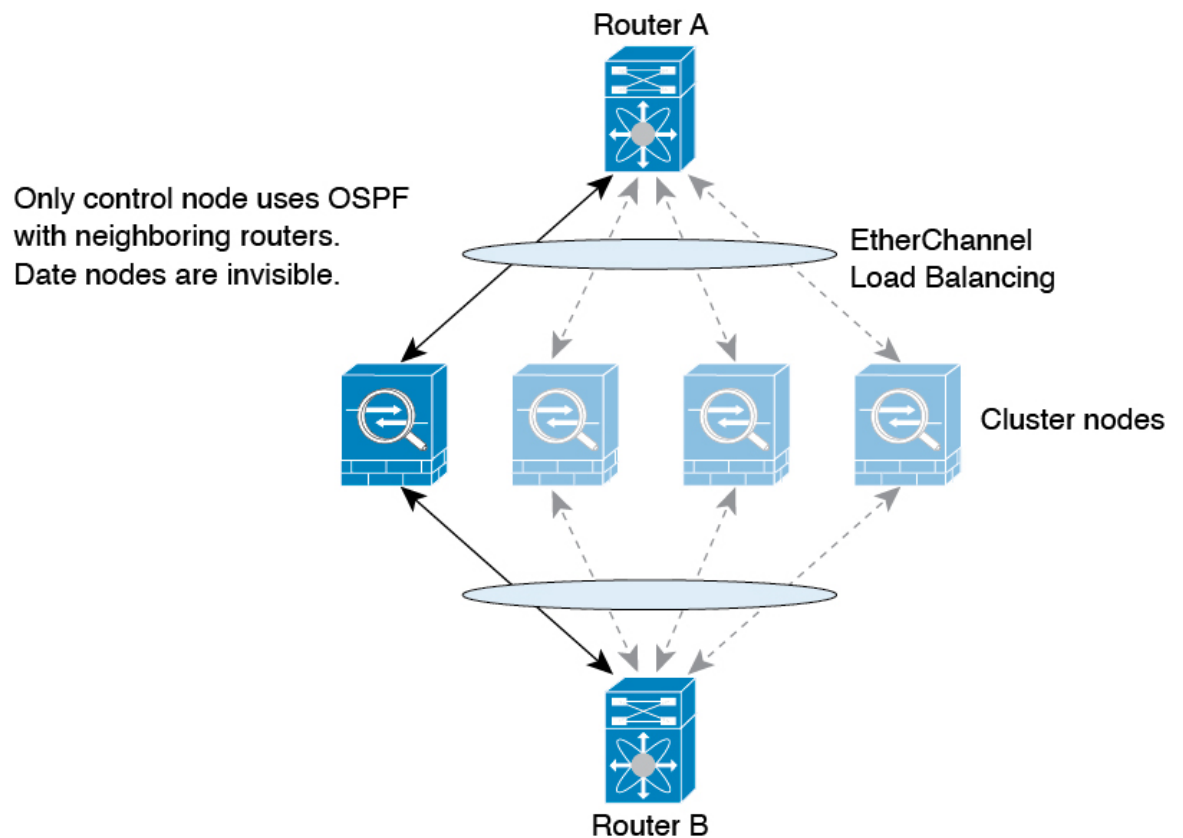 Router A
Only control node uses OSPF
with neighboring routers.
Date nodes are invisible.
EtherChannel
Load Balancing
Cluster nodes
Router B